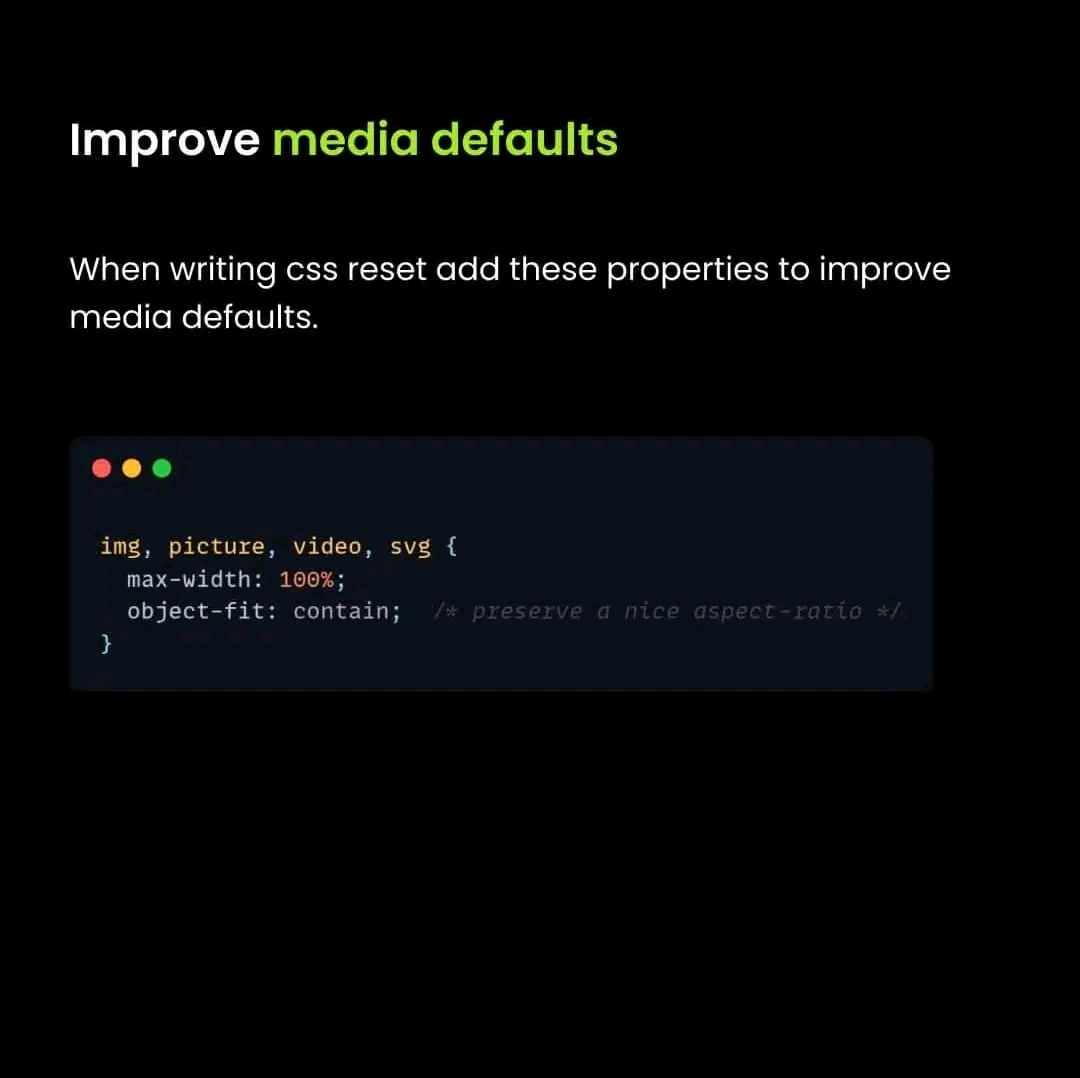 Improve media defaults
When writing css reset add these properties to improve
media defaults.
img, picture, video, svg {
  max-width: 100%;
  object-fit: contain;  /* preserve a nice aspect-ratio */
}